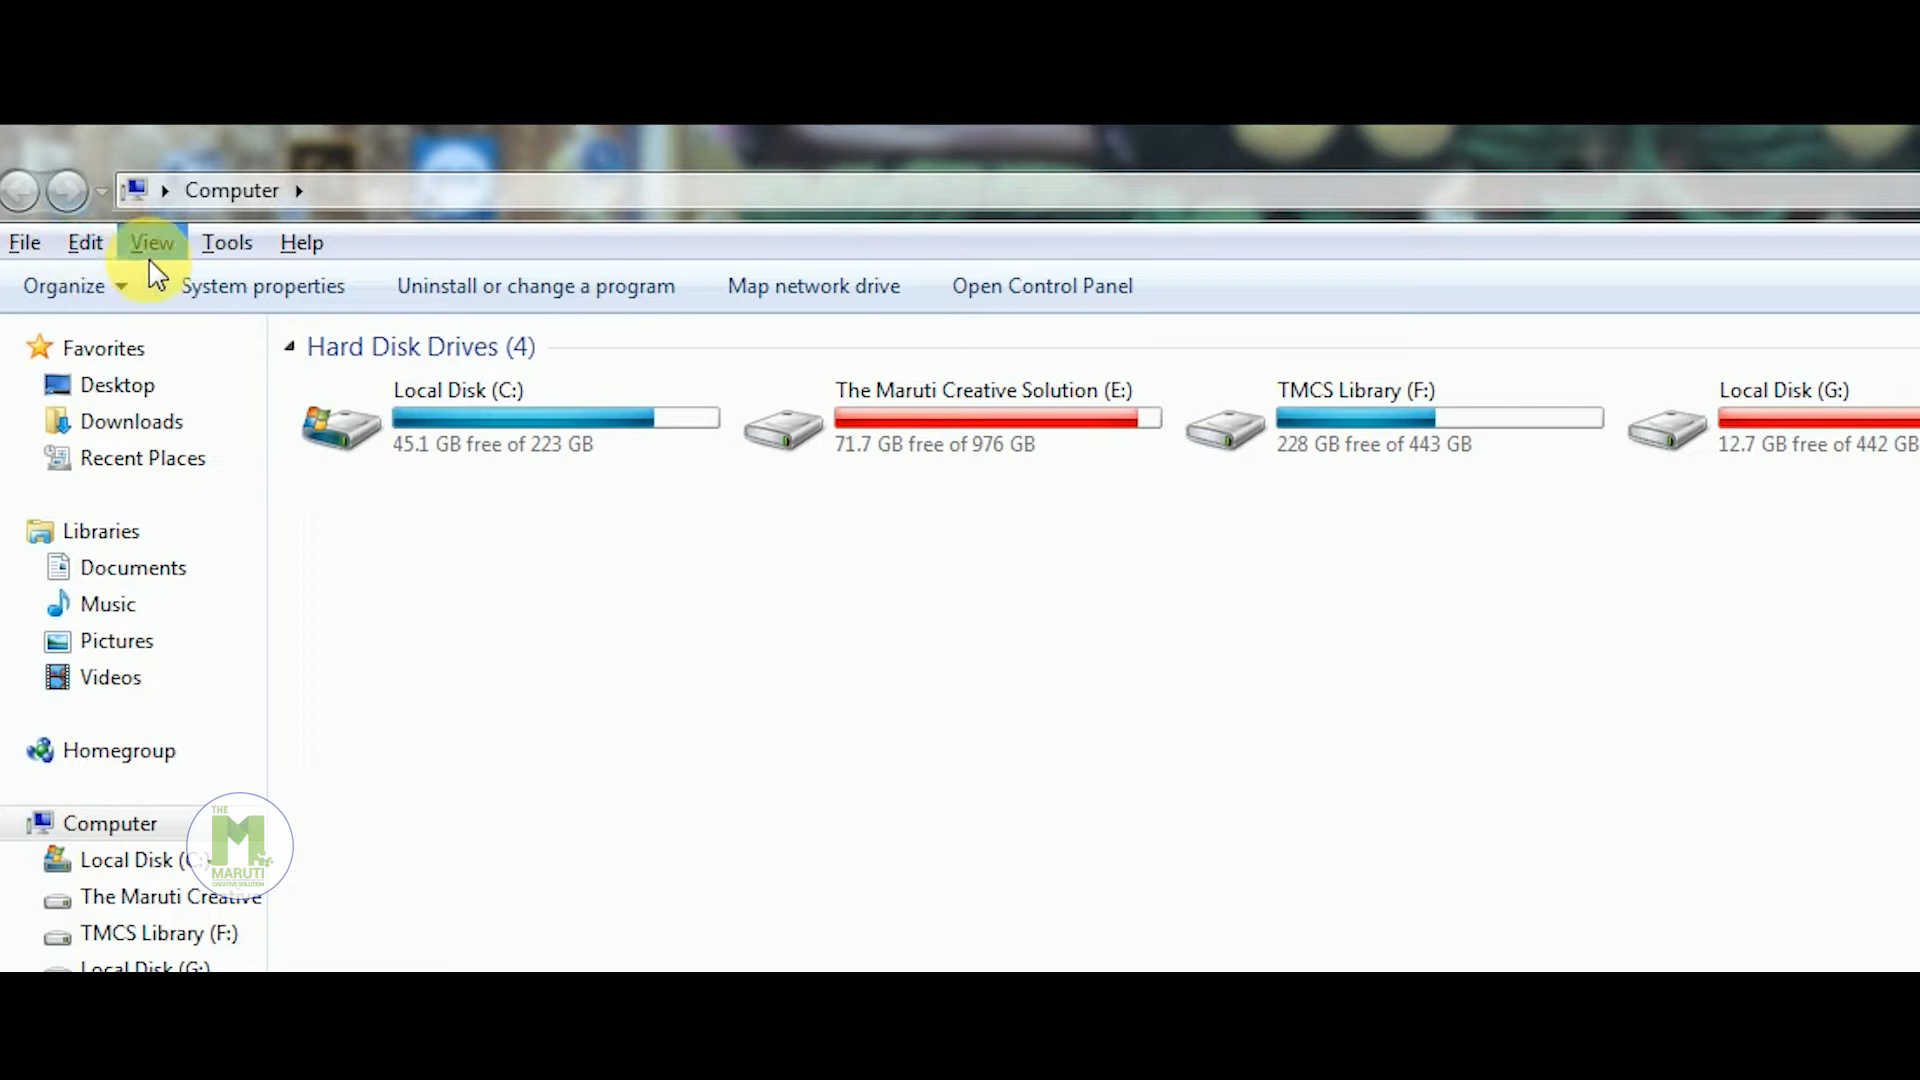 Computer
File Edit View Tools Help
Organize System properties Uninstall or change a program Map network drive Open Control Panel
Favorites
Desktop
Downloads
Recent Places
Libraries
Documents
Music
Pictures
Videos
Homegroup
Computer
Local Disk (C:)
The Maruti Creative
TMCS Library (F:)
Local Disk (G:)
Hard Disk Drives (4)
Local Disk (C:)
45.1 GB free of 223 GB
The Maruti Creative Solution (E:)
71.7 GB free of 976 GB
TMCS Library (F:)
228 GB free of 443 GB
Local Disk (G:)
12.7 GB free of 442 GB
THE
M
MARUTI
CREATIVE SOLUTION